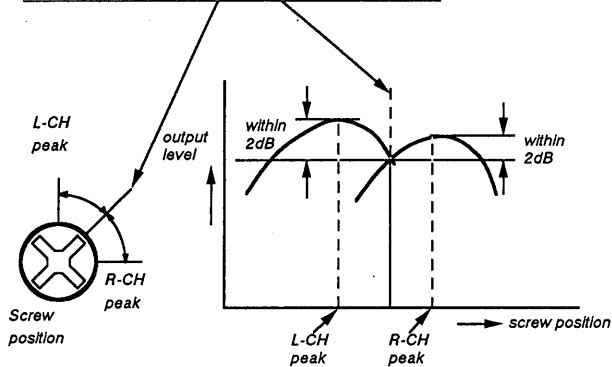 L-CH
peak
output
level
within
2dB
within
2dB
R-CH
peak
Screw
position
L-CH
peak
R-CH
peak
screw position